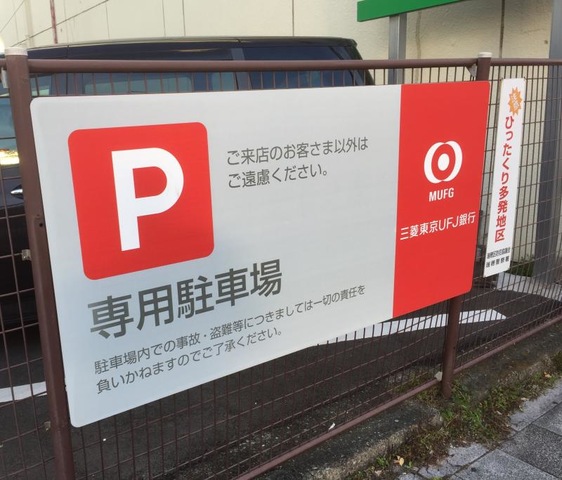 P
ご来店のお客さま以外は
ご遠慮ください。
専用駐車場
駐車場内での事故・盗難等につきましては一切の責任を
負いかねますのでご了承ください。
MUFG
三菱東京UFJ銀行
ひったくり多発地区